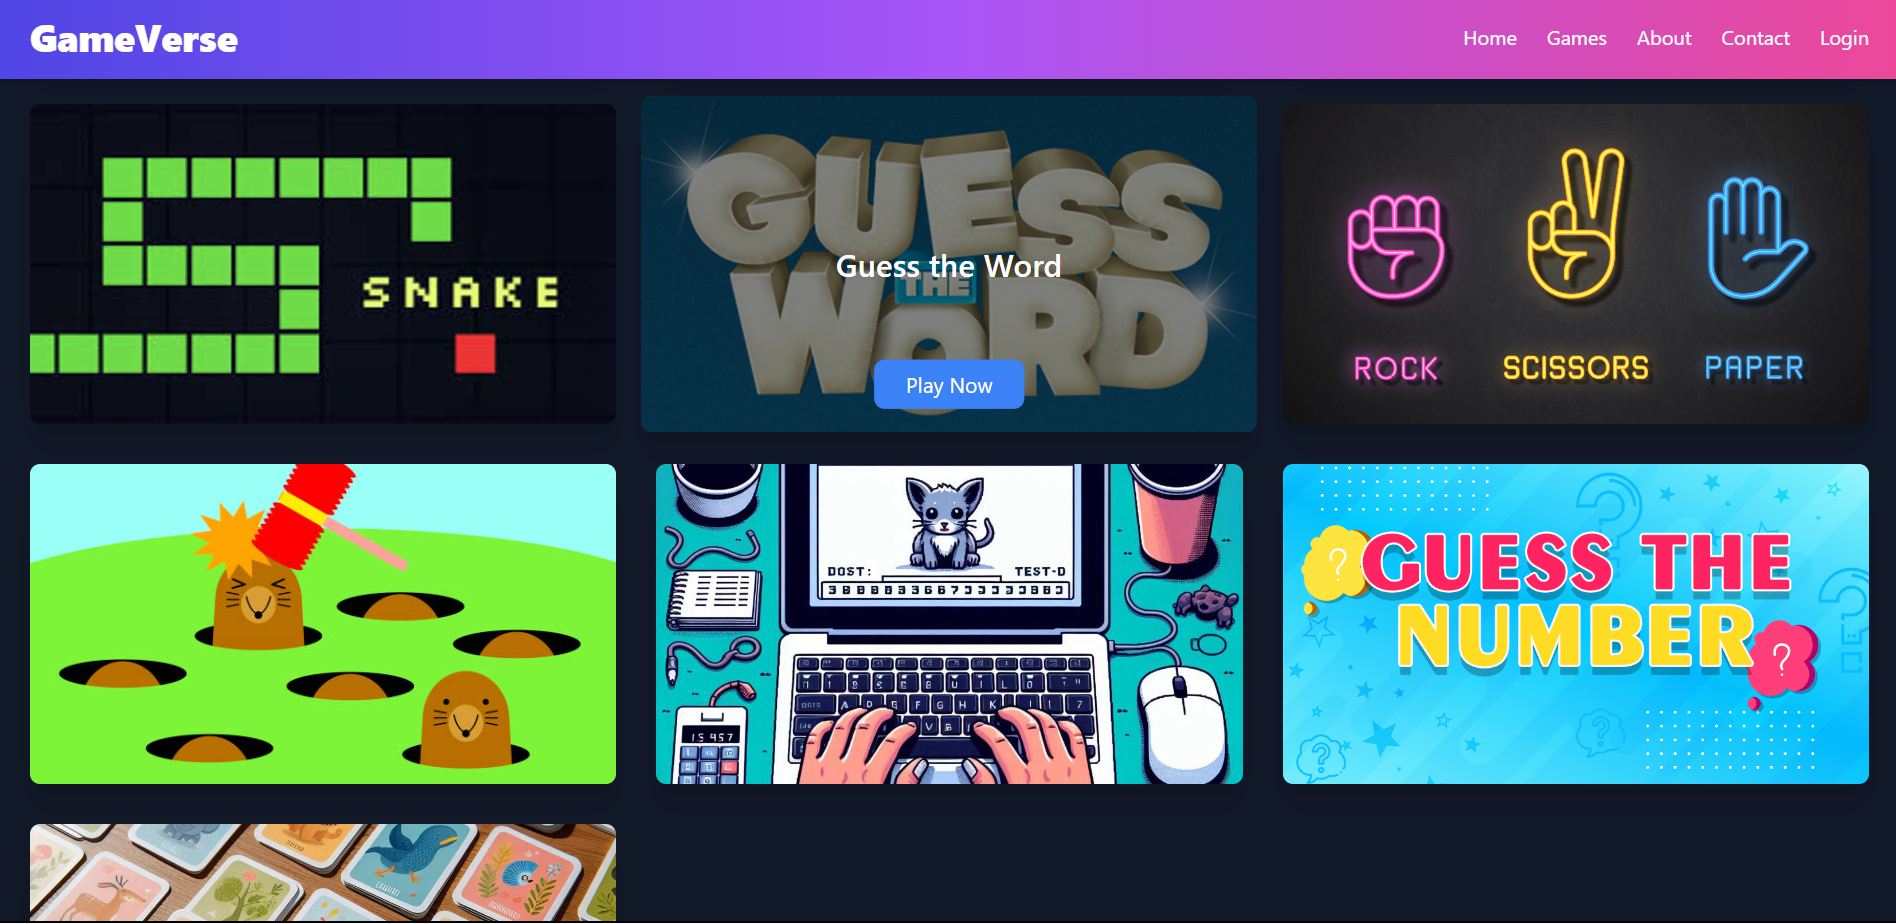 GameVerse
Home Games About Contact Login
SNAKE
GUESS
THE
WORD
Guess the Word
Play Now
ROCK SCISSORS PAPER
DOST: TEST-D
GUESS THE
NUMBER